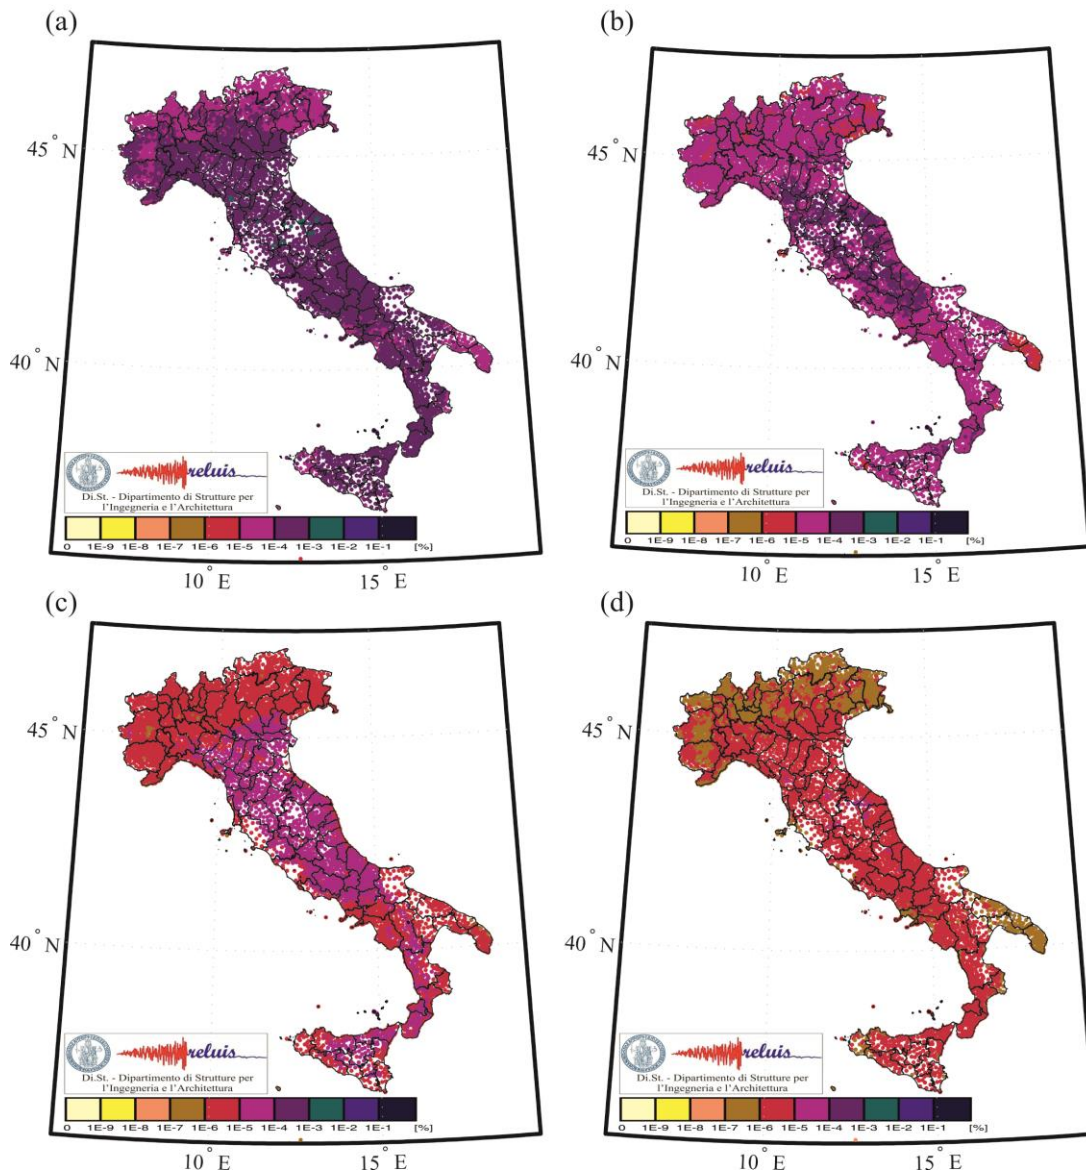 (a)
45° N
40° N
reluis
Di.St. - Dipartimento di Strutture per
l'Ingegneria e l'Architettura
0 1E-9 1E-8 1E-7 1E-6 1E-5 1E-4 1E-3 1E-2 1E-1 [%]
10° E 15° E
(b)
45° N
40° N
reluis
Di.St. - Dipartimento di Strutture per
l'Ingegneria e l'Architettura
0 1E-9 1E-8 1E-7 1E-6 1E-5 1E-4 1E-3 1E-2 1E-1 [%]
10° E 15° E
(c)
45° N
40° N
reluis
Di.St. - Dipartimento di Strutture per
l'Ingegneria e l'Architettura
0 1E-9 1E-8 1E-7 1E-6 1E-5 1E-4 1E-3 1E-2 1E-1 [%]
10° E 15° E
(d)
45° N
40° N
reluis
Di.St. - Dipartimento di Strutture per
l'Ingegneria e l'Architettura
0 1E-9 1E-8 1E-7 1E-6 1E-5 1E-4 1E-3 1E-2 1E-1 [%]
10° E 15° E